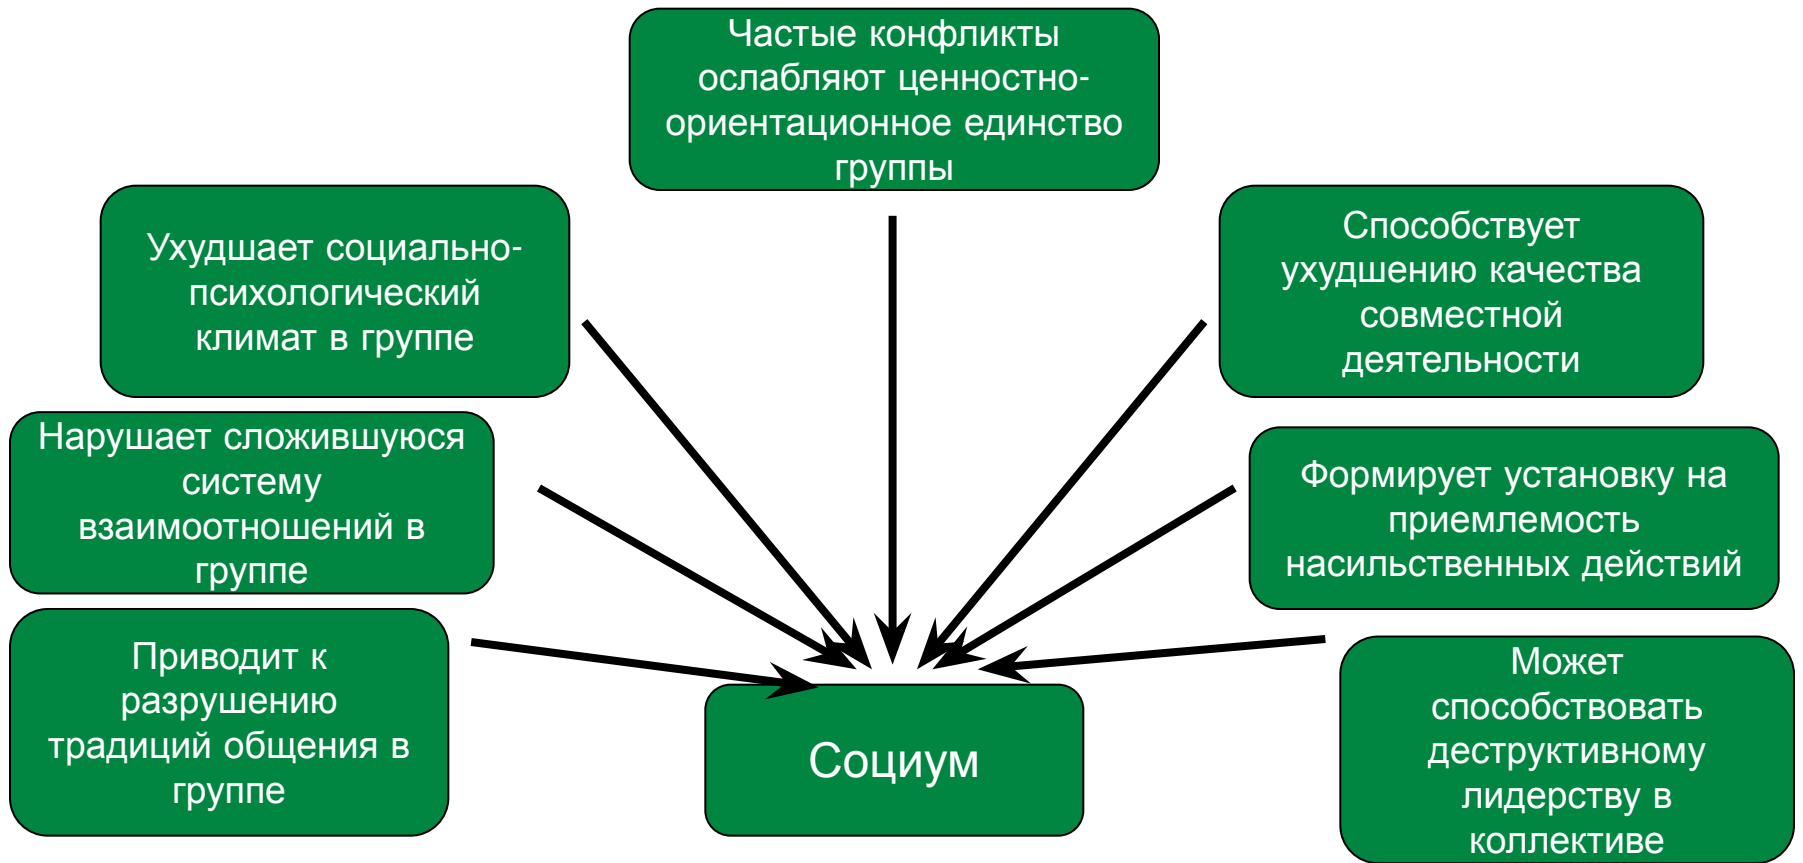 Частые конфликты
ослабляют ценностно-
ориентационное единство
группы
Ухудшает социально-
психологический
климат в группе
Способствует
ухудшению качества
совместной
деятельности
Нарушает сложившуюся
систему
взаимоотношений в
группе
Формирует установку на
приемлемость
насильственных действий
Приводит к
разрушению
традиций общения в
группе
Может
способствовать
деструктивному
лидерству в
коллективе
Социум